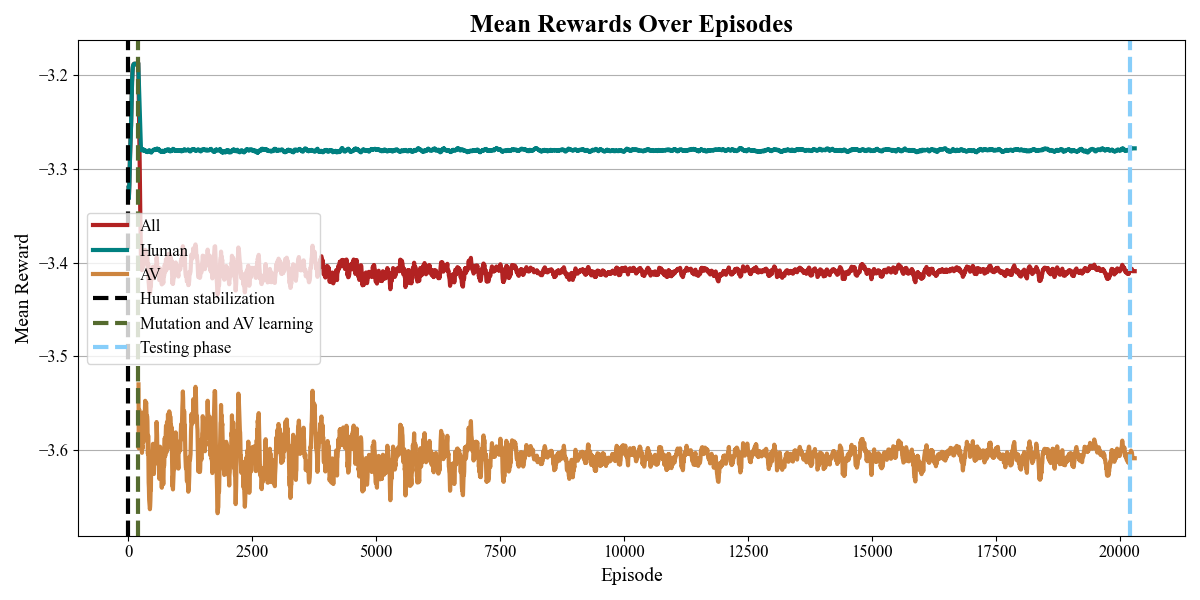 Mean Rewards Over Episodes
−3.2
−3.3
−3.4
−3.5
−3.6
Mean Reward
All
Human
AV
Human stabilization
Mutation and AV learning
Testing phase
0
2500
5000
7500
10000
12500
15000
17500
20000
Episode